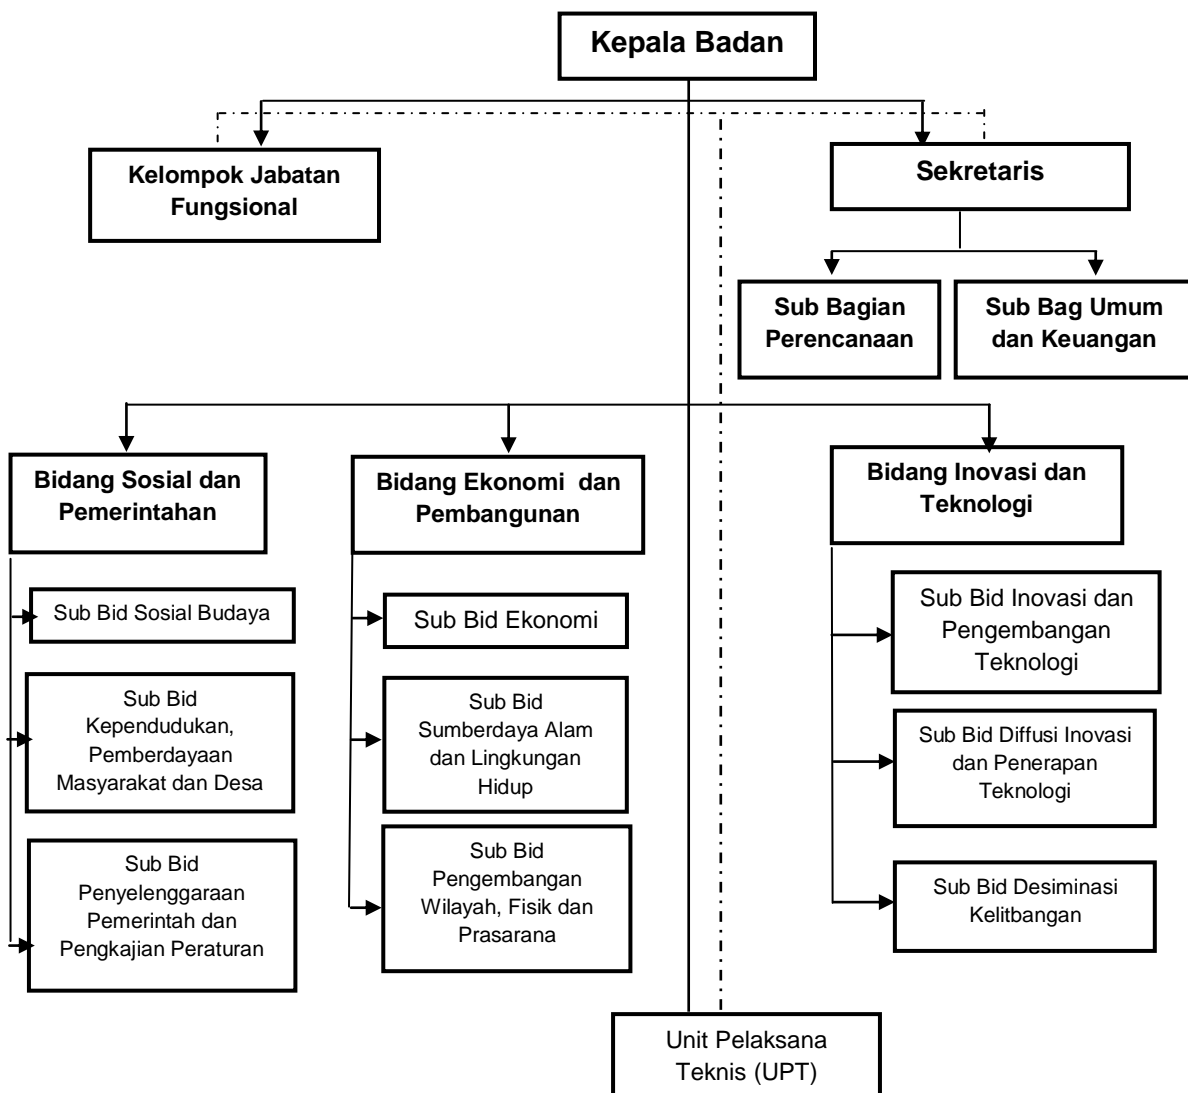 Kepala Badan
Kelompok Jabatan
Fungsional
Sekretaris
Sub Bagian
Perencanaan
Sub Bag Umum
dan Keuangan
Bidang Sosial dan
Pemerintahan
Bidang Ekonomi dan
Pembangunan
Bidang Inovasi dan
Teknologi
Sub Bid Sosial Budaya
Sub Bid
Kependudukan,
Pemberdayaan
Masyarakat dan Desa
Sub Bid
Penyelenggaraan
Pemerintah dan
Pengkajian Peraturan
Sub Bid Ekonomi
Sub Bid
Sumberdaya Alam
dan Lingkungan
Hidup
Sub Bid
Pengembangan
Wilayah, Fisik dan
Prasarana
Sub Bid Inovasi dan
Pengembangan
Teknologi
Sub Bid Diffusi Inovasi
dan Penerapan
Teknologi
Sub Bid Desiminasi
Kelitbangan
Unit Pelaksana
Teknis (UPT)